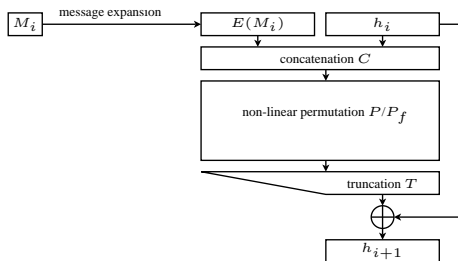 message expansion
M_i E(M_i) h_i
concatenation C
non-linear permutation P/P_f
truncation T
h_{i+1}